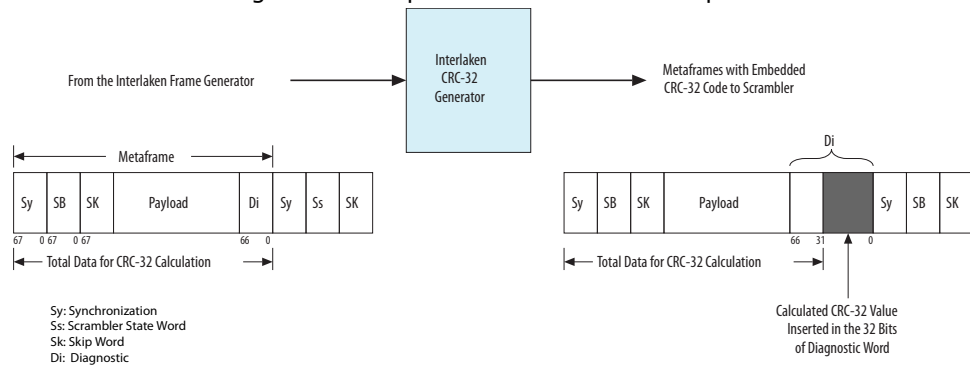 Interlaken
CRC-32
Generator
From the Interlaken Frame Generator
Metaframes with Embedded
CRC-32 Code to Scrambler
Metaframe
Sy SB SK Payload Di Sy Ss SK
67 0 67 0 67 66 0
Total Data for CRC-32 Calculation
Di
Sy SB SK Payload Sy SB SK
66 31 0
Total Data for CRC-32 Calculation
Calculated CRC-32 Value
Inserted in the 32 Bits
of Diagnostic Word
Sy: Synchronization
Ss: Scrambler State Word
Sk: Skip Word
Di: Diagnostic